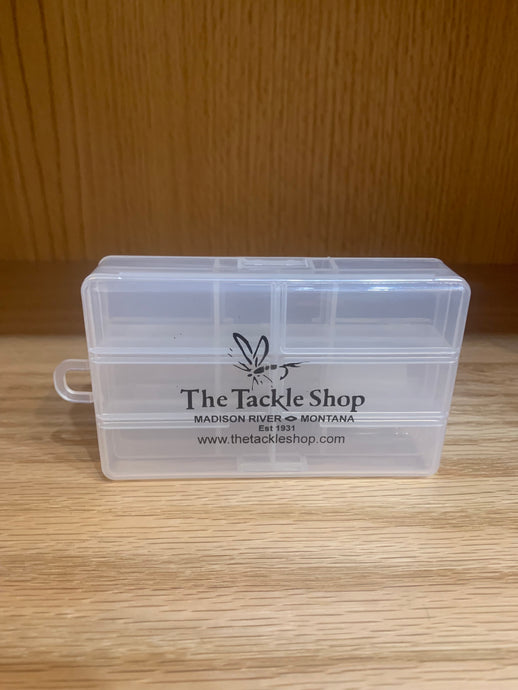 The Tackle Shop
MADISON RIVER MONTANA
Est 1931
www.thetackleshop.com